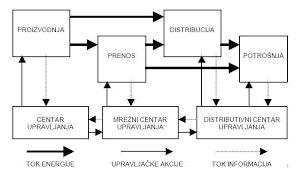 PROIZVODNJA
DISTRIBUCIJA
PRENOS
POTROŠNJA
CENTAR
UPRAVLJANJA
MREŽNI CENTAR
UPRAVLJANJA
DISTRIBUTIVNI CENTAR
UPRAVLJANJA
TOK ENERGIJE
UPRAVLJAČKE AKCIJE
TOK INFORMACIJA